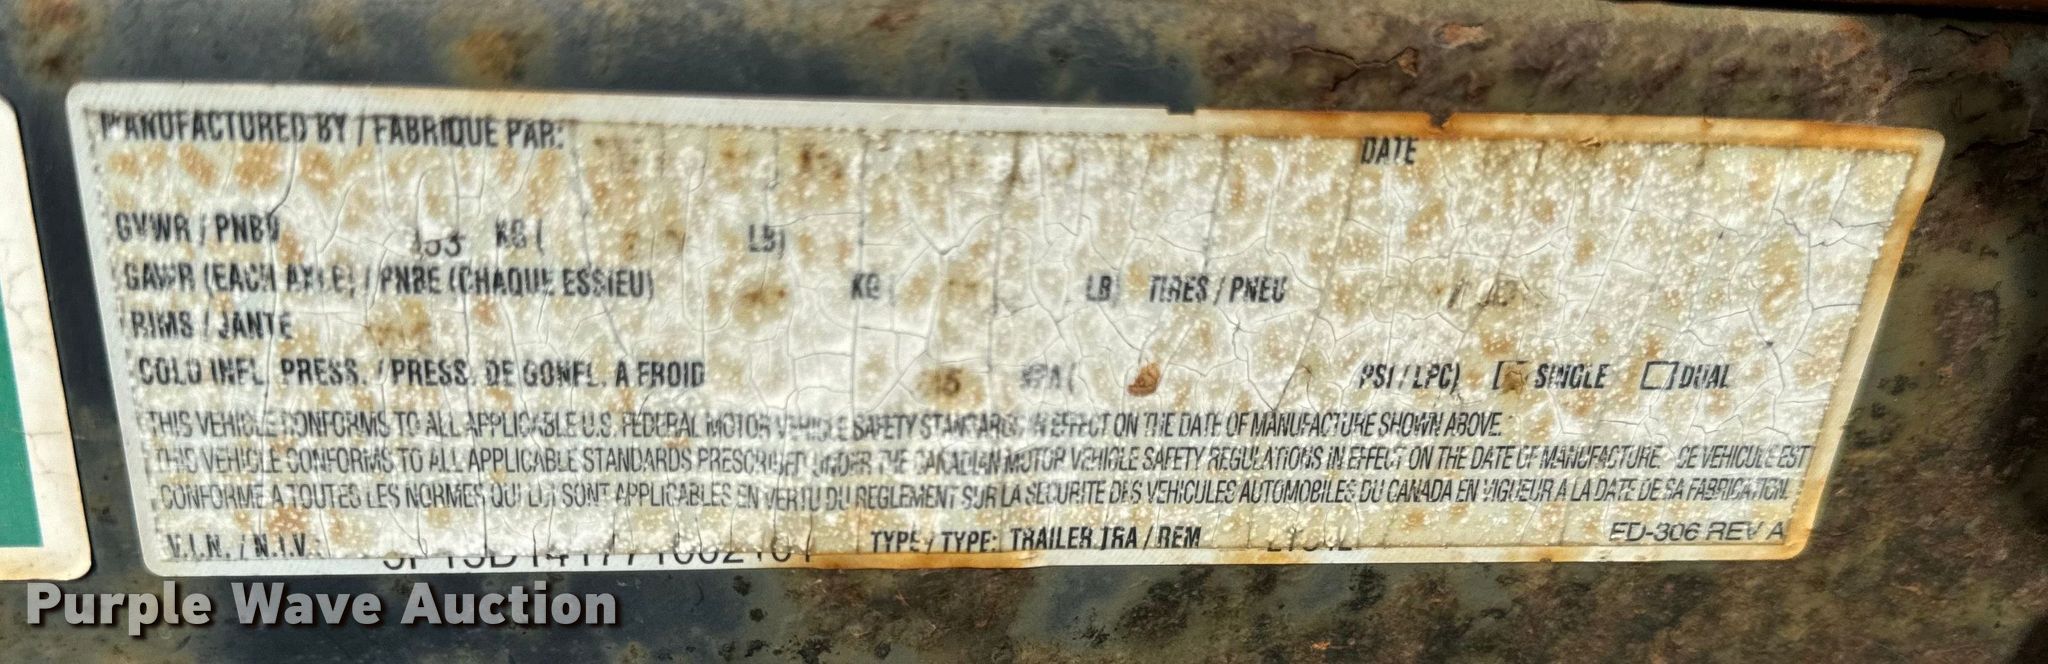 MANUFACTURED BY / FABRIQUE PAR: DATE
GVWR / PNBV KG ( LB)
GAWR (EACH AXLE) / PNBE (CHAQUE ESSIEU) KG ( LB) TIRES / PNEU
RIMS / JANTE
COLD INFL. PRESS. / PRESS. DE GONFL. A FROID KPA ( PSI / LPC) SINGLE DUAL
THIS VEHICLE CONFORMS TO ALL APPLICABLE U.S. FEDERAL MOTOR VEHICLE SAFETY STANDARDS IN EFFECT ON THE DATE OF MANUFACTURE SHOWN ABOVE.
THIS VEHICLE CONFORMS TO ALL APPLICABLE STANDARDS PRESCRIBED UNDER THE CANADIAN MOTOR VEHICLE SAFETY REGULATIONS IN EFFECT ON THE DATE OF MANUFACTURE. CE VEHICULE EST
CONFORME A TOUTES LES NORMES QUI LUI SONT APPLICABLES EN VERTU DU REGLEMENT SUR LA SECURITE DES VEHICULES AUTOMOBILES DU CANADA EN VIGUEUR A LA DATE DE SA FABRICATION.
V.I.N. / N.I.V.: TYPE / TYPE: TRAILER TRA / REM ED-306 REV A
Purple Wave Auction